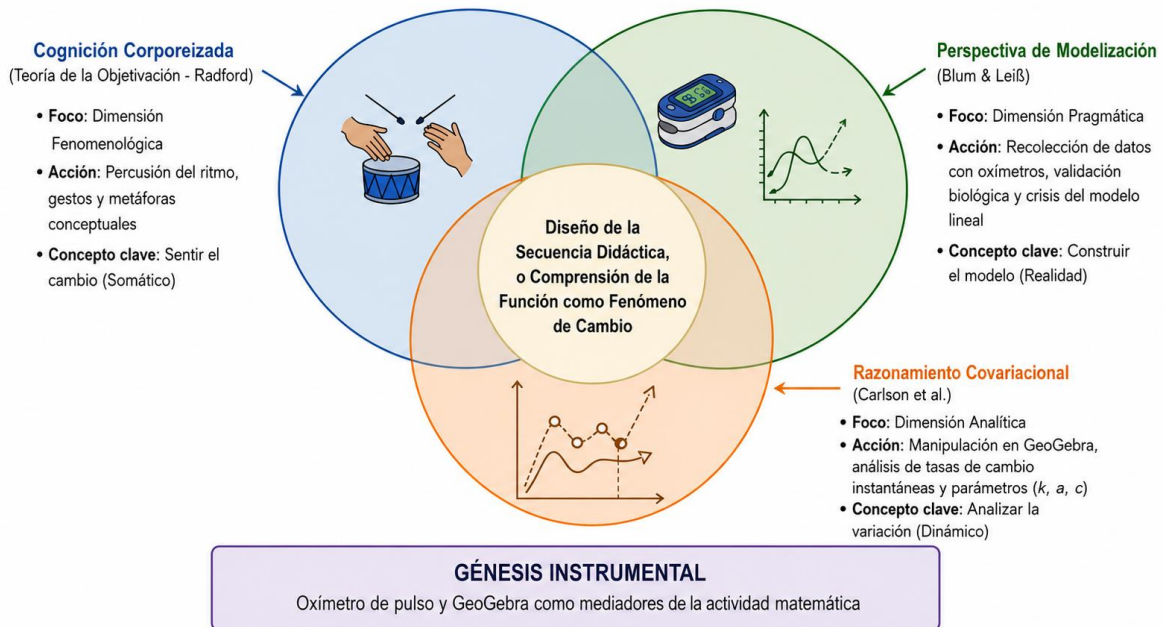 Cognición Corporeizada
(Teoría de la Objetivación - Radford)
• Foco: Dimensión
Fenomenológica
• Acción: Percusión del ritmo,
gestos y metáforas
conceptuales
• Concepto clave: Sentir el
cambio (Somático)
Perspectiva de Modelización
(Blum & Leiß)
• Foco: Dimensión Pragmática
• Acción: Recolección de datos
con oxímetros, validación
biológica y crisis del modelo
lineal
• Concepto clave: Construir
el modelo (Realidad)
Diseño de la
Secuencia Didáctica,
o Comprensión de la
Función como Fenómeno
de Cambio
Razonamiento Covariacional
(Carlson et al.)
• Foco: Dimensión Analítica
• Acción: Manipulación en GeoGebra,
análisis de tasas de cambio
instantáneas y parámetros (k, a, c)
• Concepto clave: Analizar la
variación (Dinámico)
GÉNESIS INSTRUMENTAL
Oxímetro de pulso y GeoGebra como mediadores de la actividad matemática